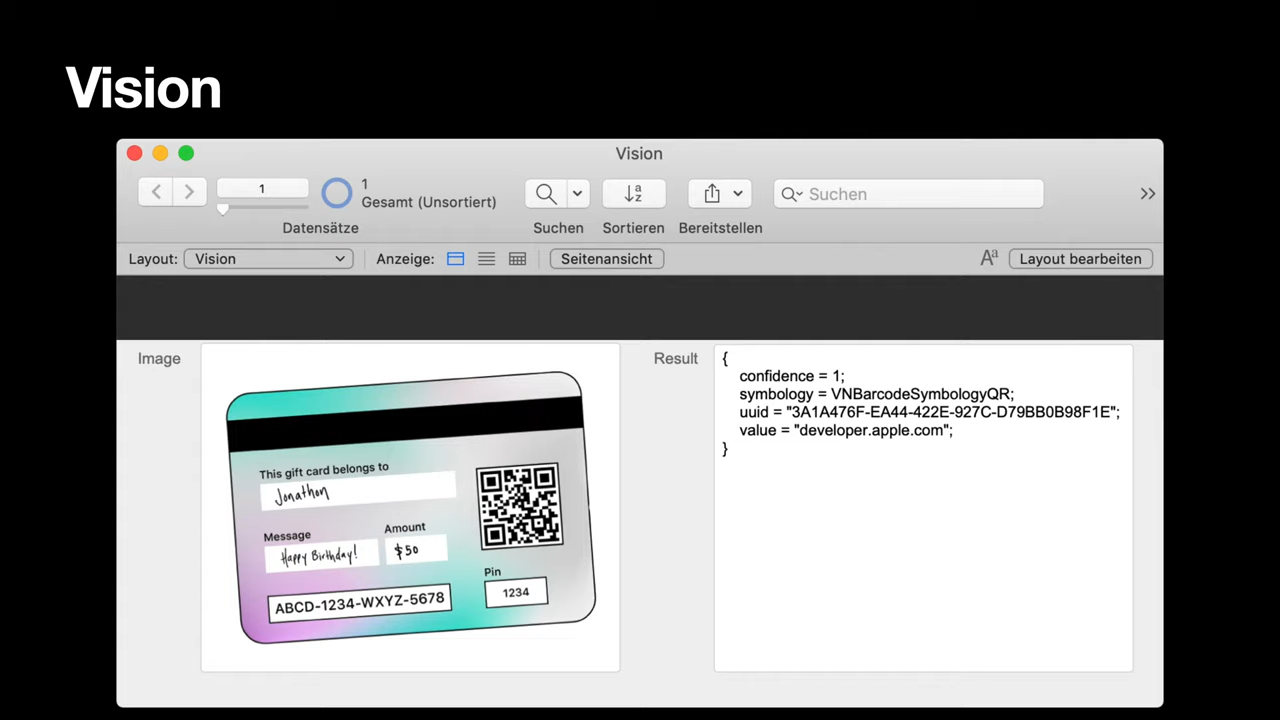 Vision
Vision
1
1
Gesamt (Unsortiert)
Suchen
Datensätze
Suchen
Sortieren
Bereitstellen
Layout:
Vision
Anzeige:
Seitenansicht
Aa
Layout bearbeiten
Image
This gift card belongs to
Jonathon
Message
Happy Birthday!
Amount
$50
ABCD-1234-WXYZ-5678
Pin
1234
Result
{
confidence = 1;
symbology = VNBarcodeSymbologyQR;
uuid = "3A1A476F-EA44-422E-927C-D79BB0B98F1E";
value = "developer.apple.com";
}